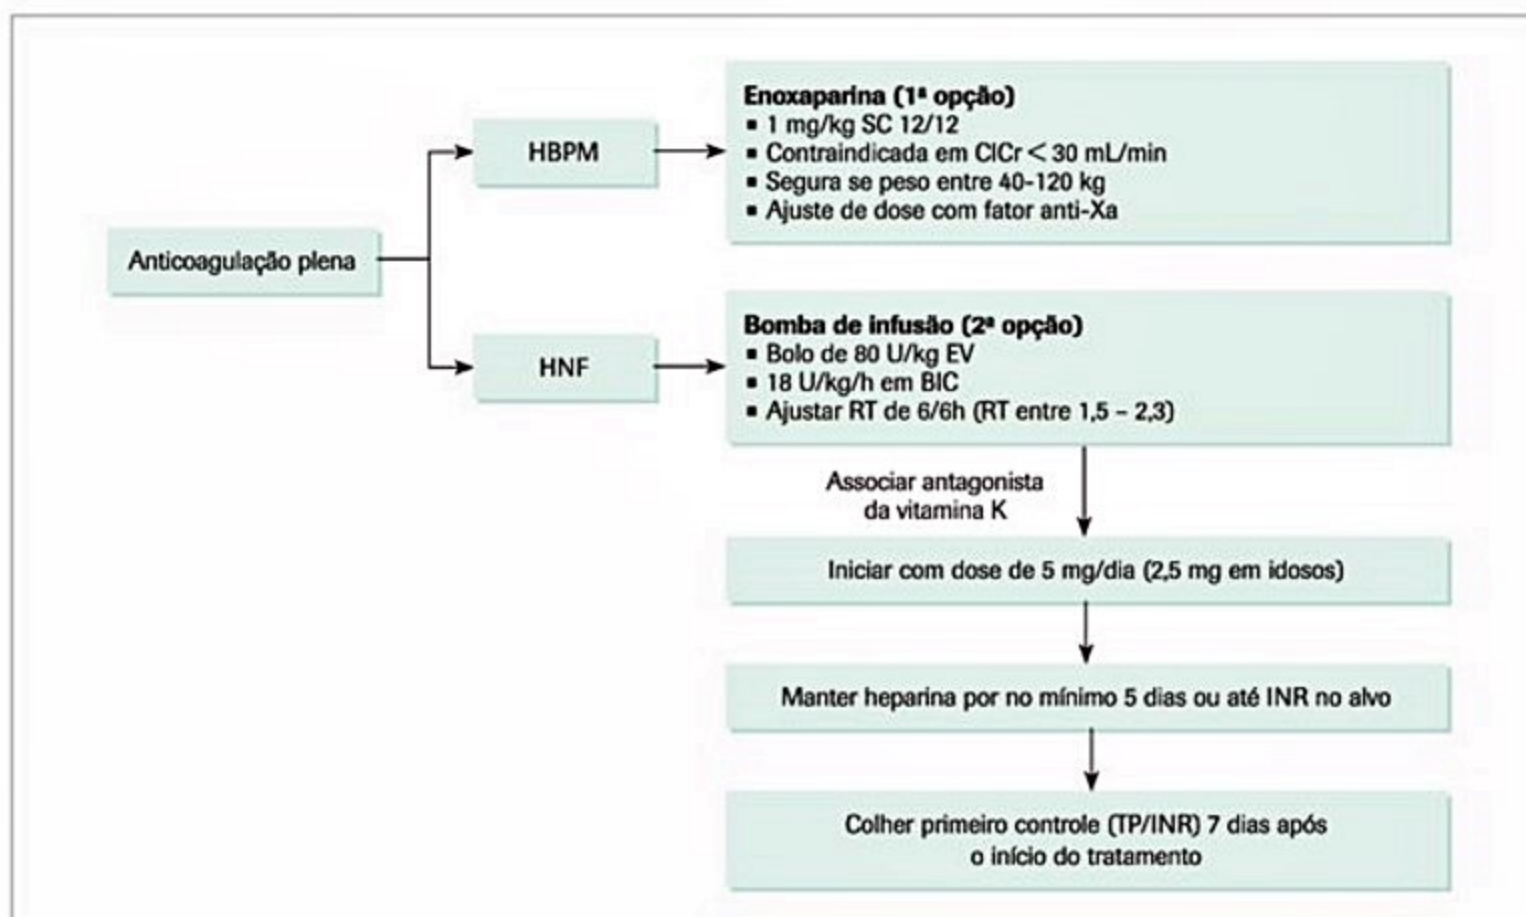 Anticoagulação plena
HBPM
Enoxaparina (1ª opção)
▪ 1 mg/kg SC 12/12
▪ Contraindicada em ClCr < 30 mL/min
▪ Segura se peso entre 40-120 kg
▪ Ajuste de dose com fator anti-Xa
HNF
Bomba de infusão (2ª opção)
▪ Bolo de 80 U/kg EV
▪ 18 U/kg/h em BIC
▪ Ajustar RT de 6/6h (RT entre 1,5 – 2,3)
Associar antagonista
da vitamina K
Iniciar com dose de 5 mg/dia (2,5 mg em idosos)
Manter heparina por no mínimo 5 dias ou até INR no alvo
Colher primeiro controle (TP/INR) 7 dias após
o início do tratamento